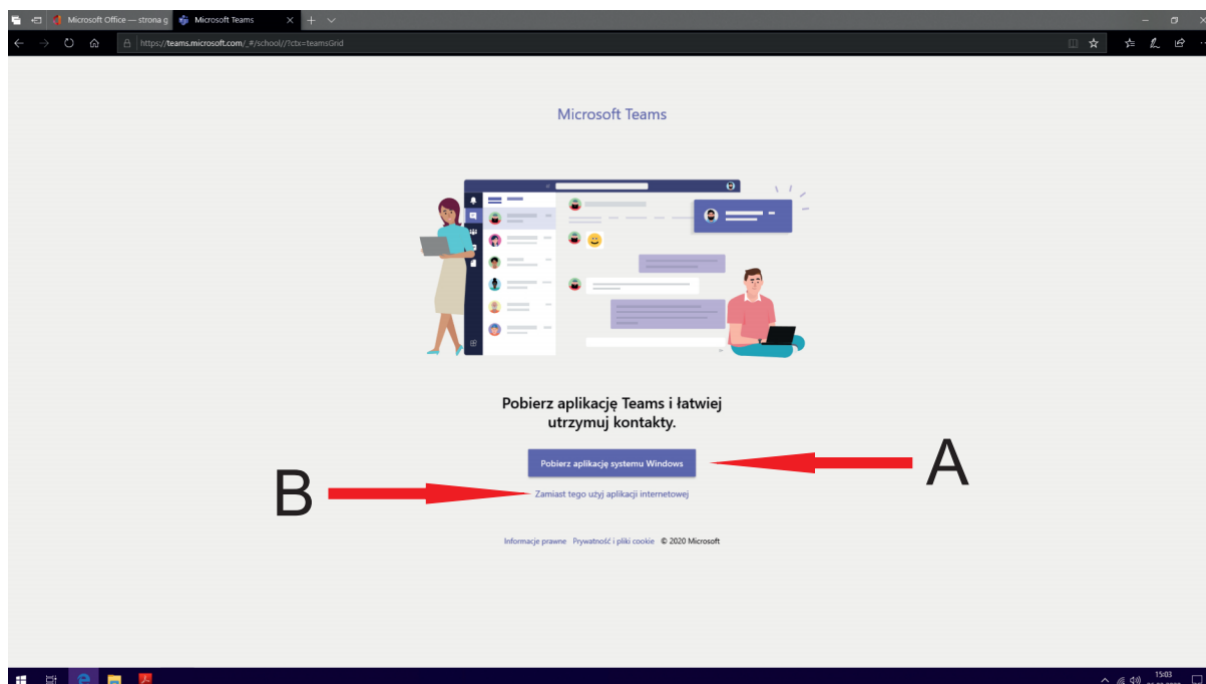 Microsoft Office — strona g
Microsoft Teams
https://teams.microsoft.com/_#/school//?ctx=teamsGrid
Microsoft Teams
Pobierz aplikację Teams i łatwiej
utrzymuj kontakty.
Pobierz aplikację systemu Windows
A
B
Zamiast tego użyj aplikacji internetowej
Informacje prawne Prywatność i pliki cookie © 2020 Microsoft
15:03